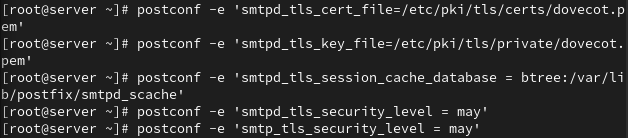 [root@server ~]# postconf -e 'smtpd_tls_cert_file=/etc/pki/tls/certs/dovecot.p
em'
[root@server ~]# postconf -e 'smtpd_tls_key_file=/etc/pki/tls/private/dovecot.
pem'
[root@server ~]# postconf -e 'smtpd_tls_session_cache_database = btree:/var/li
b/postfix/smtpd_scache'
[root@server ~]# postconf -e 'smtpd_tls_security_level = may'
[root@server ~]# postconf -e 'smtp_tls_security_level = may'